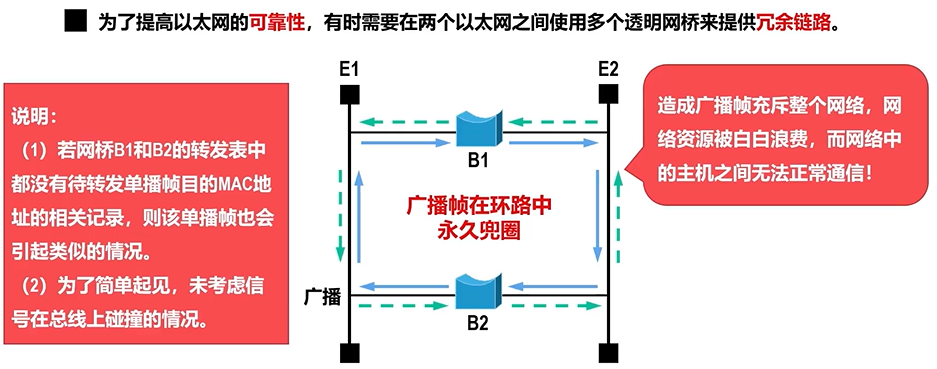 为了提高以太网的可靠性，有时需要在两个以太网之间使用多个透明网桥来提供冗余链路。
说明：
（1）若网桥B1和B2的转发表中
都没有待转发单播帧目的MAC地
址的相关记录，则该单播帧也会
引起类似的情况。
（2）为了简单起见，未考虑信
号在总线上碰撞的情况。
E1
E2
B1
广播帧在环路中
永久兜圈
广播
B2
造成广播帧充斥整个网络，网
络资源被白白浪费，而网络中
的主机之间无法正常通信！